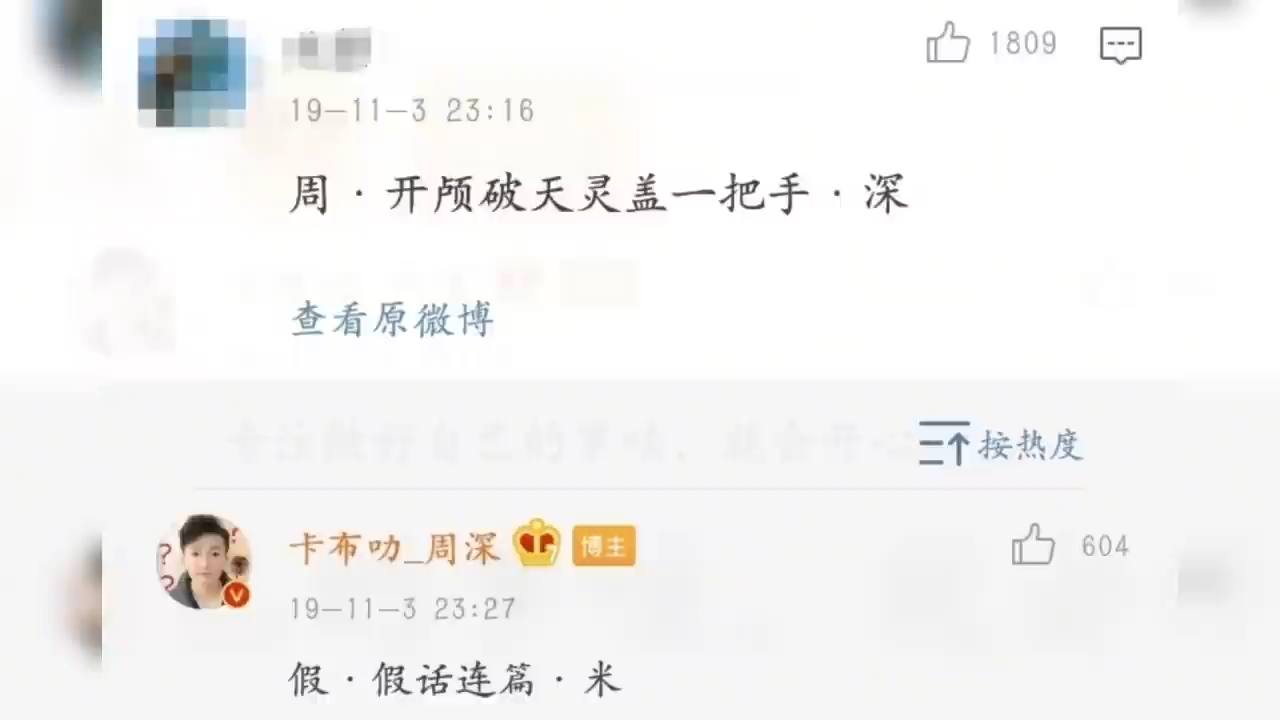 1809
19-11-3 23:16
周·开颅破天灵盖一把手·深
查看原微博
按热度
卡布叻_周深 博主
604
19-11-3 23:27
假·假话连篇·米